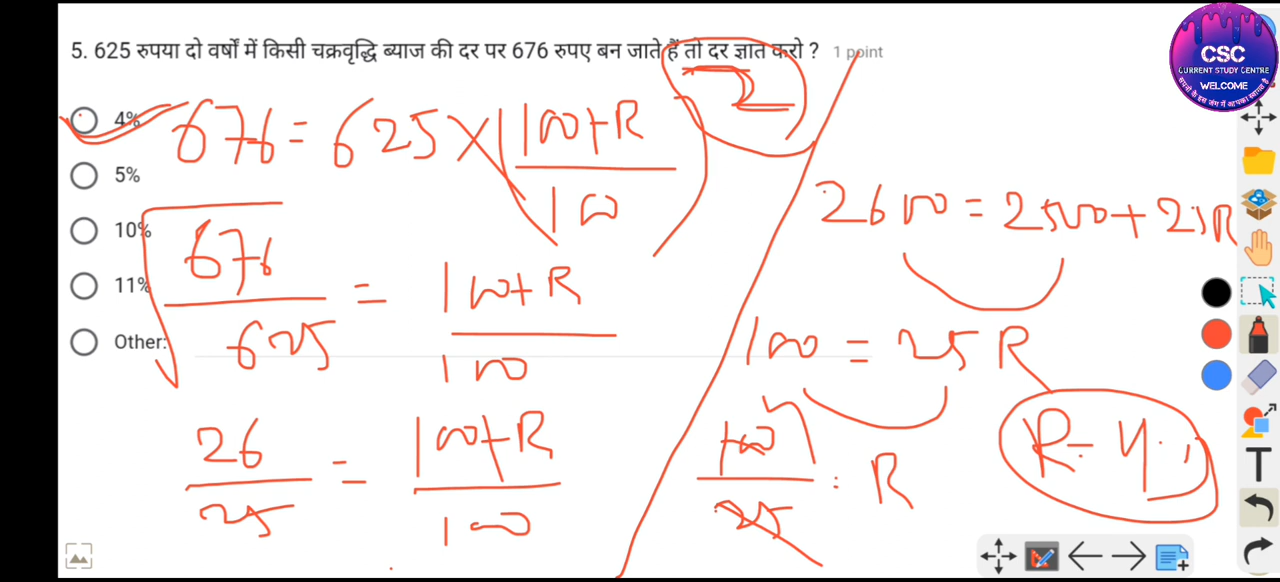 5. 625 रुपया दो वर्षों में किसी चक्रवृद्धि ब्याज की दर पर 676 रुपए बन जाते हैं तो दर ज्ञात करो ? 1 point
4%
5%
10%
11%
Other:
676 = 625 × (100+R
100) 2
√676
625 = 100+R
100
26
25 = 100+R
100
2600 = 2500 + 25R
100 = 25R
4
100
25 : R
R = 4%
CSC
CURRENT STUDY CENTRE
WELCOME
T